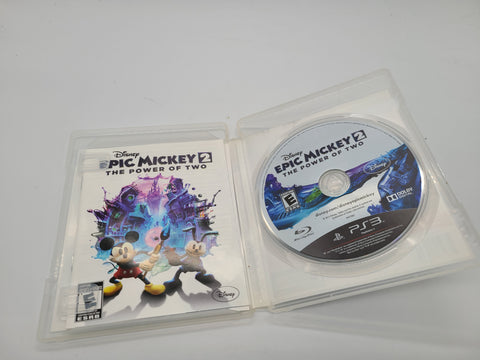 Disney
EPIC MICKEY 2
THE POWER OF TWO
E
ESRB
Disney
Disney
EPIC MICKEY 2
THE POWER OF TWO
Disney
E
DOLBY
disney.com/disneyepicmickey
PS3